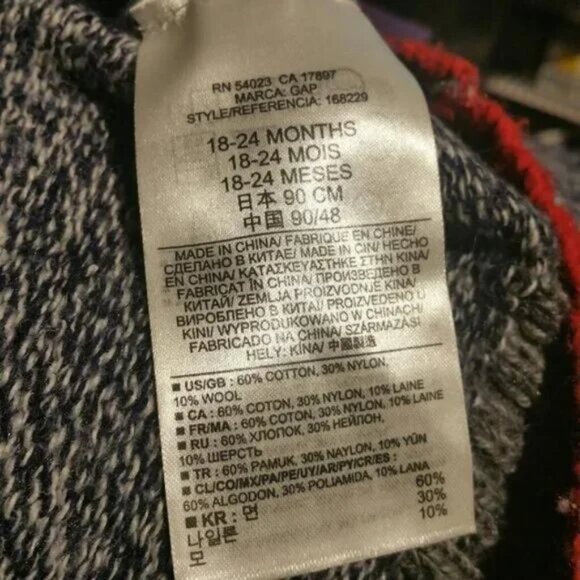 RN 54023 CA 17897
MARCA: GAP
STYLE/REFERENCIA: 168229
18-24 MONTHS
18-24 MOIS
18-24 MESES
日本 90 CM
中国 90/48
MADE IN CHINA/ FABRIQUE EN CHINE/
СДЕЛАНО В КИТАЕ/ MADE IN CIN/ HECHO
EN CHINA/ ΚΑΤΑΣΚΕΥΑΣΤΗΚΕ ΣΤΗΝ ΚΙΝΑ/
FABRICAT ÎN CHINA/ ПРОИЗВЕДЕНО В
КИТАЙ/ ZEMLJA PROIZVODNJE KINA/
ВИРОБЛЕНО В КИТАЇ/ PROIZVEDENO U
KINI/ WYPRODUKOWANO W CHINACH/
FABRICADO NA CHINA/ SZÁRMAZÁSI
HELY: KÍNA/ 中國製造
■ US/GB : 60% COTTON, 30% NYLON,
10% WOOL
■ CA : 60% COTON, 30% NYLON, 10% LAINE
■ FR/MA : 60% COTON, 30% NYLON, 10% LAINE
■ RU : 60% ХЛОПОК, 30% НЕЙЛОН,
10% ШЕРСТЬ
■ TR : 60% PAMUK, 30% NAYLON, 10% YÜN
■ CL/CO/MX/PA/PE/UY/AR/PY/CR/ES :
60% ALGODON, 30% POLIAMIDA, 10% LANA
■ KR : 면 60%
나일론 30%
모 10%